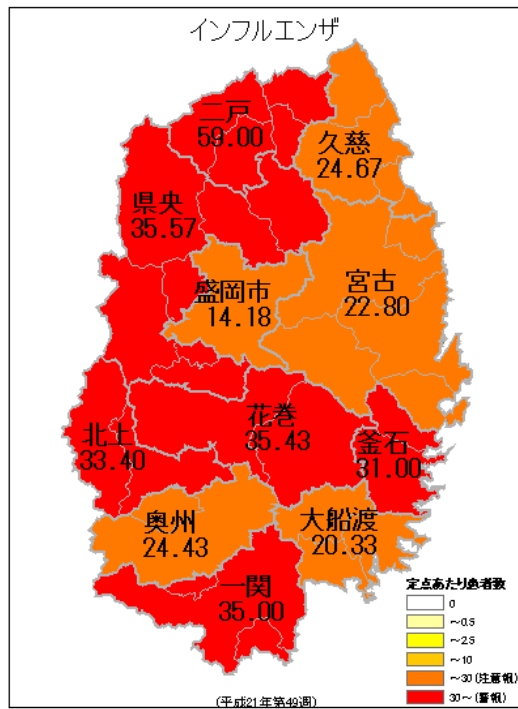 インフルエンザ
二戸
59.00
久慈
24.67
県央
35.57
盛岡市
14.18
宮古
22.80
花巻
35.43
北上
33.40
釜石
31.00
奥州
24.43
大船渡
20.33
一関
35.00
定点あたり患者数
0
～0.5
～2.5
～10
～30(注意報)
30～(警報)
(平成21年第49週)